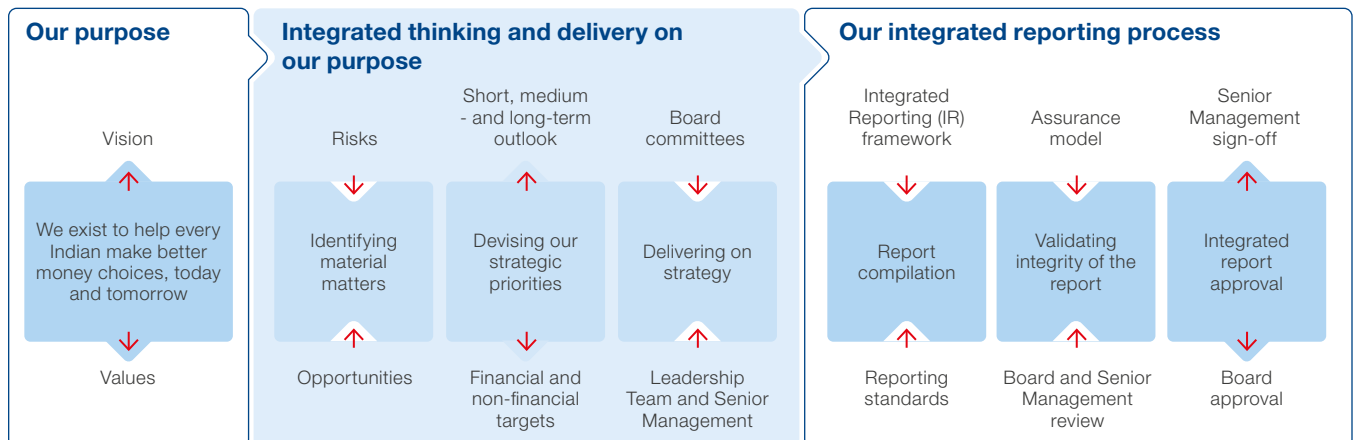 Our purpose
Vision
We exist to help every
Indian make better
money choices, today
and tomorrow
Values
Integrated thinking and delivery on
our purpose
Risks
Identifying
material
matters
Opportunities
Short, medium
- and long-term
outlook
Devising our
strategic
priorities
Financial and
non-financial
targets
Board
committees
Delivering on
strategy
Leadership
Team and Senior
Management
Our integrated reporting process
Integrated
Reporting (IR)
framework
Report
compilation
Reporting
standards
Assurance
model
Validating
integrity of the
report
Board and Senior
Management
review
Senior
Management
sign-off
Integrated
report
approval
Board
approval